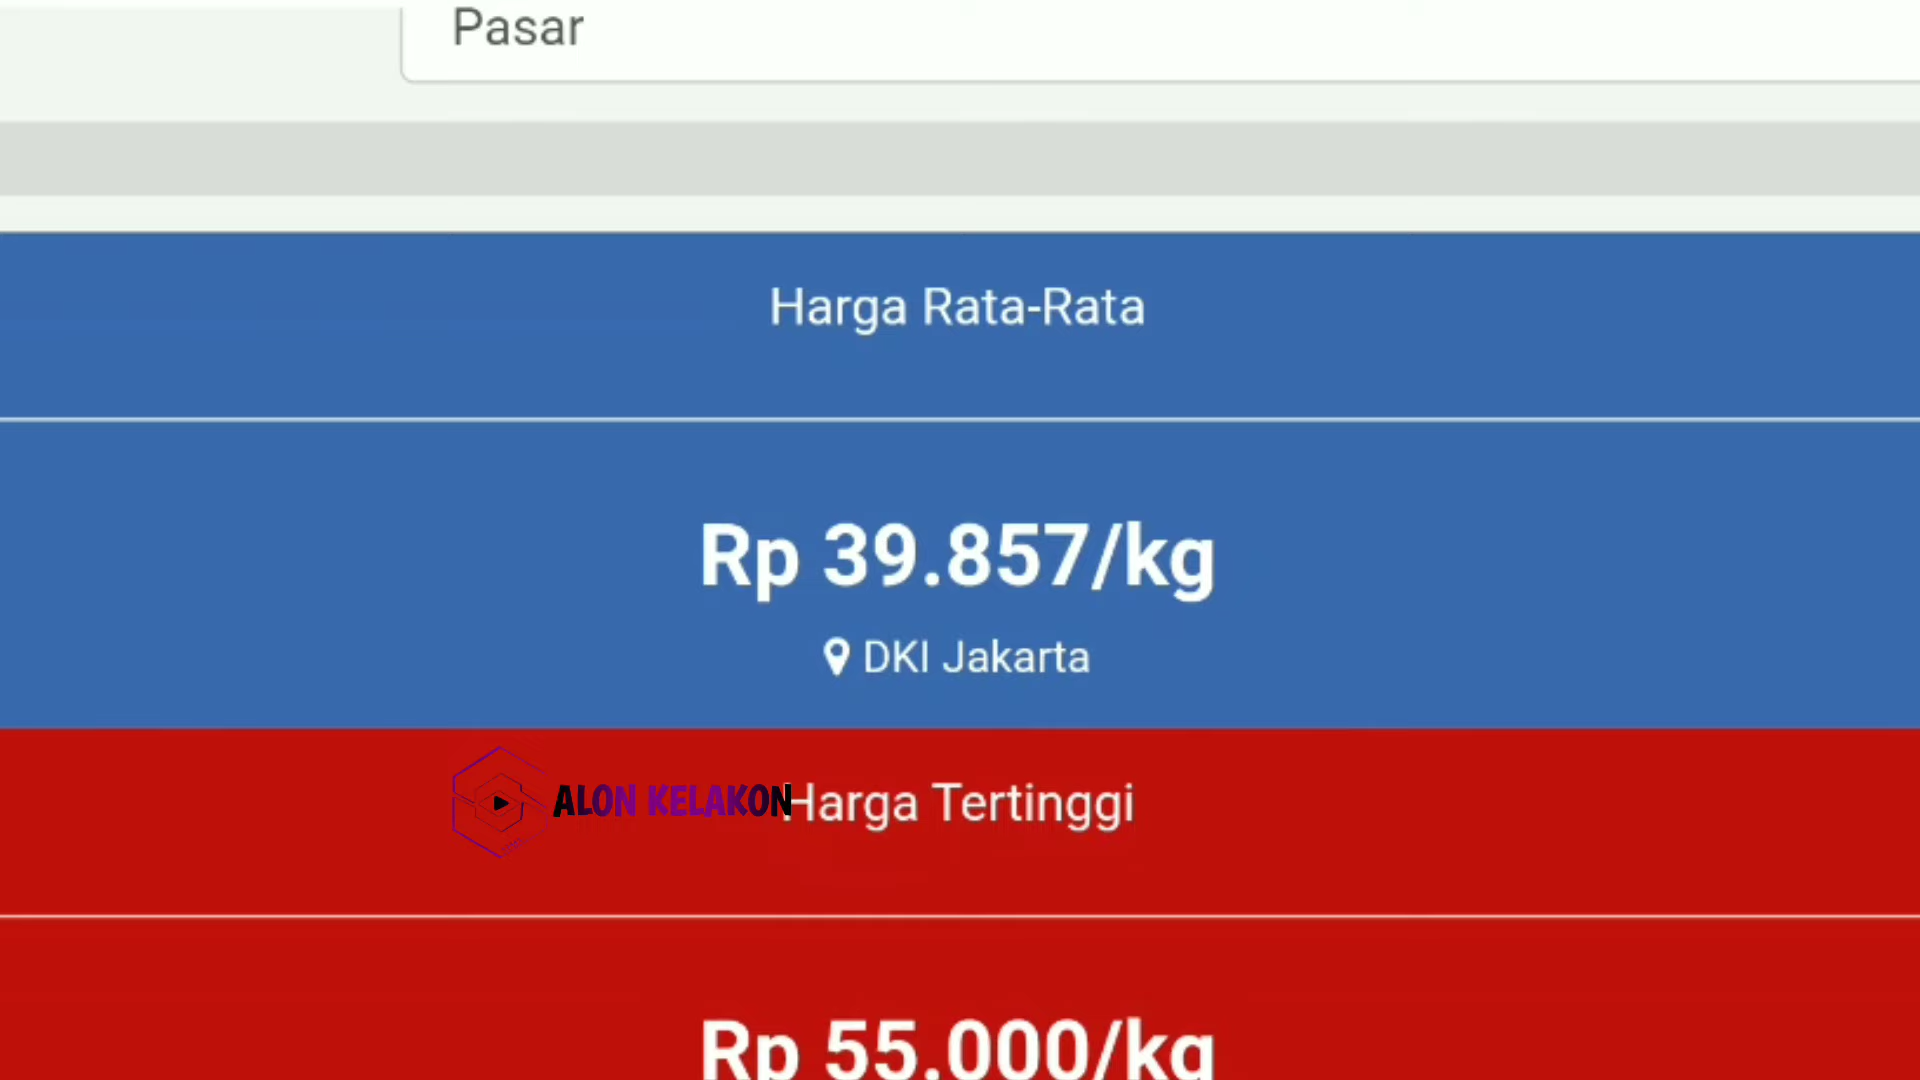 Pasar
Harga Rata-Rata
Rp 39.857/kg
DKI Jakarta
ALON KELAKON
Harga Tertinggi
Rp 55.000/kg